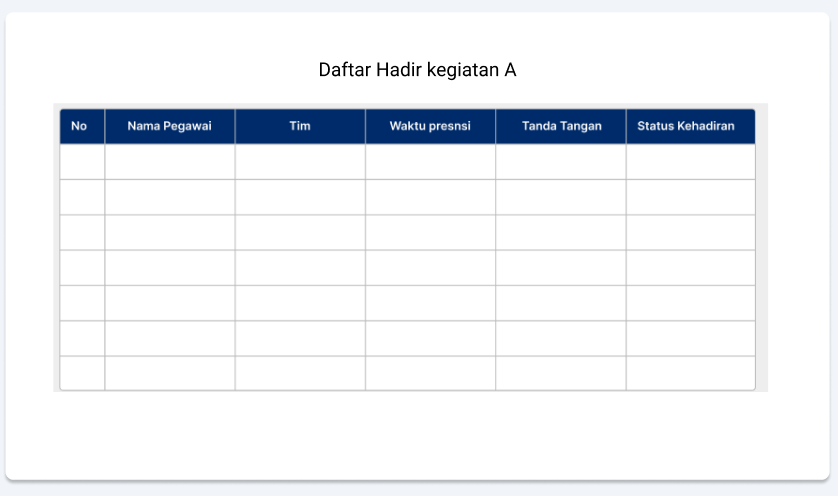 Daftar Hadir kegiatan A
No Nama Pegawai Tim Waktu presnsi Tanda Tangan Status Kehadiran